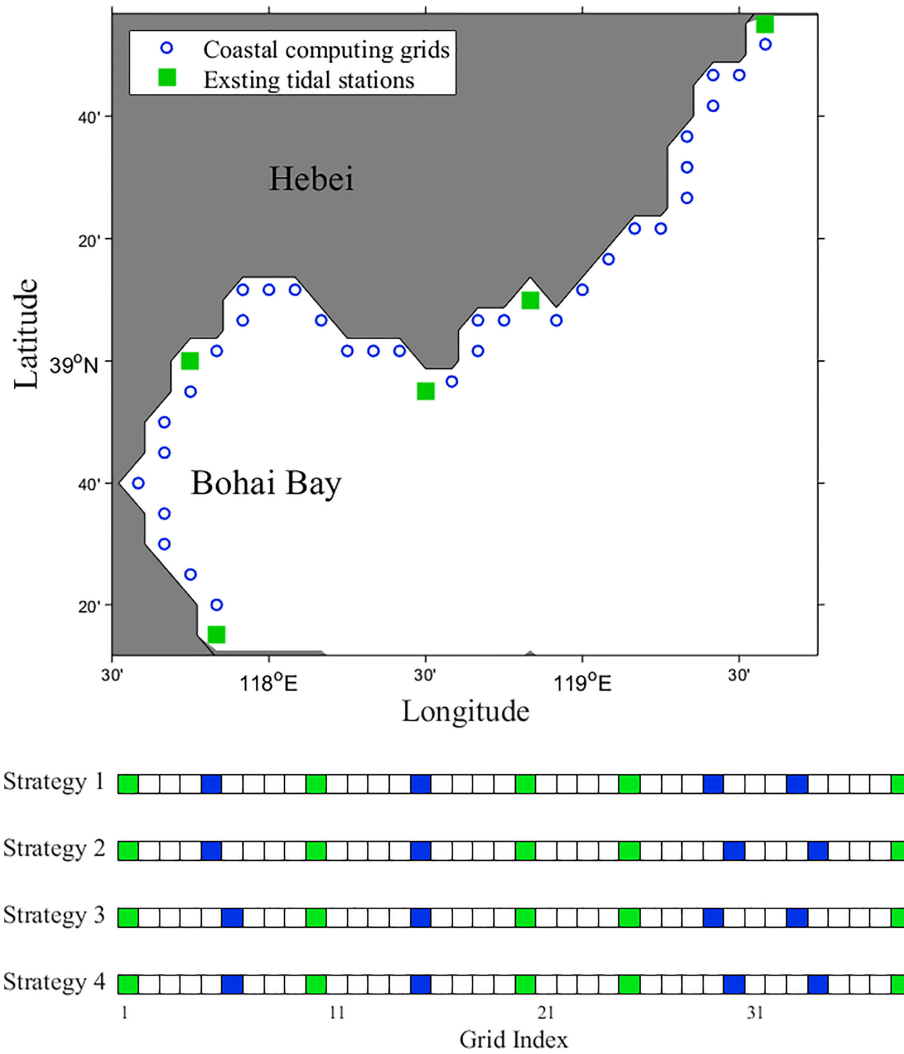 Coastal computing grids
Exsting tidal stations
Hebei
Bohai Bay
40'
20'
39°N
40'
20'
Latitude
30'
118°E
30'
119°E
30'
Longitude
Strategy 1
Strategy 2
Strategy 3
Strategy 4
1 11 21 31
Grid Index